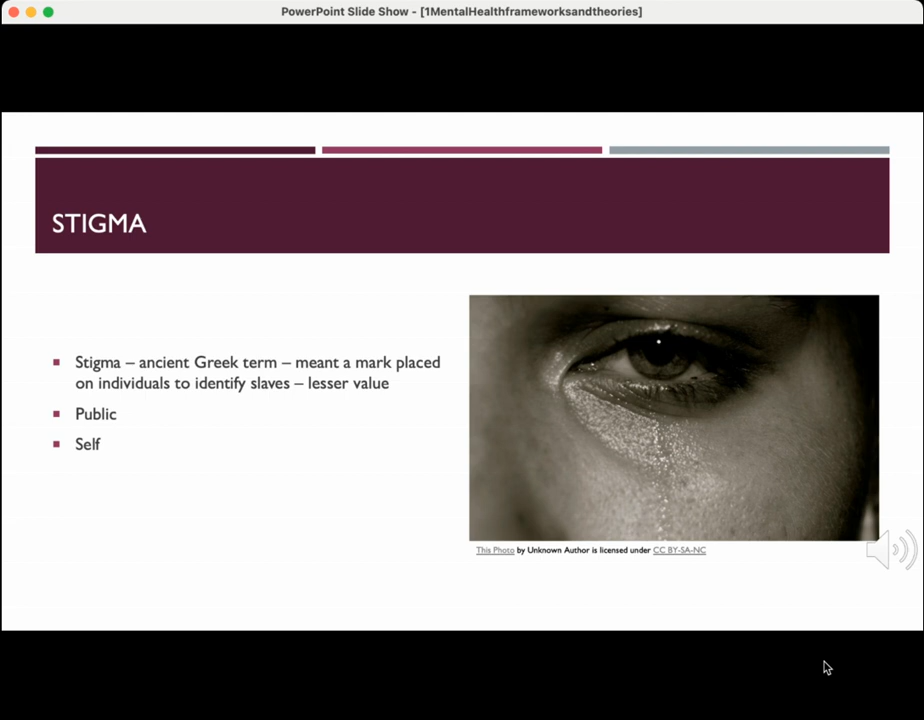 PowerPoint Slide Show - [1MentalHealthframeworksandtheories]
STIGMA
Stigma – ancient Greek term – meant a mark placed
on individuals to identify slaves – lesser value
Public
Self
This Photo by Unknown Author is licensed under CC BY-SA-NC